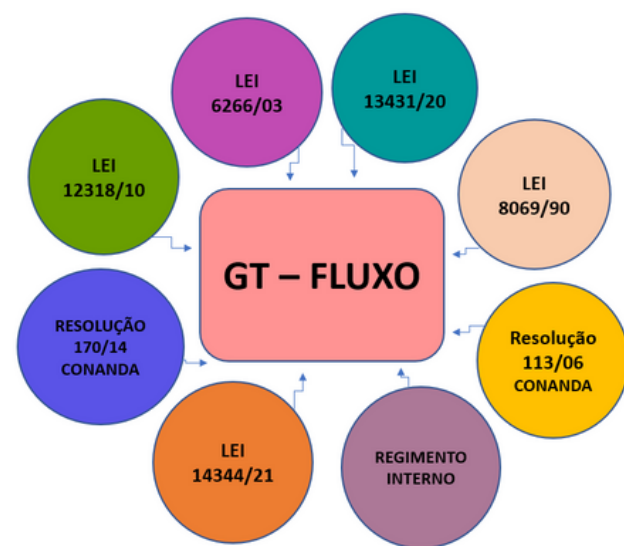 LEI
6266/03
LEI
13431/20
LEI
12318/10
LEI
8069/90
GT – FLUXO
RESOLUÇÃO
170/14
CONANDA
Resolução
113/06
CONANDA
LEI
14344/21
REGIMENTO
INTERNO